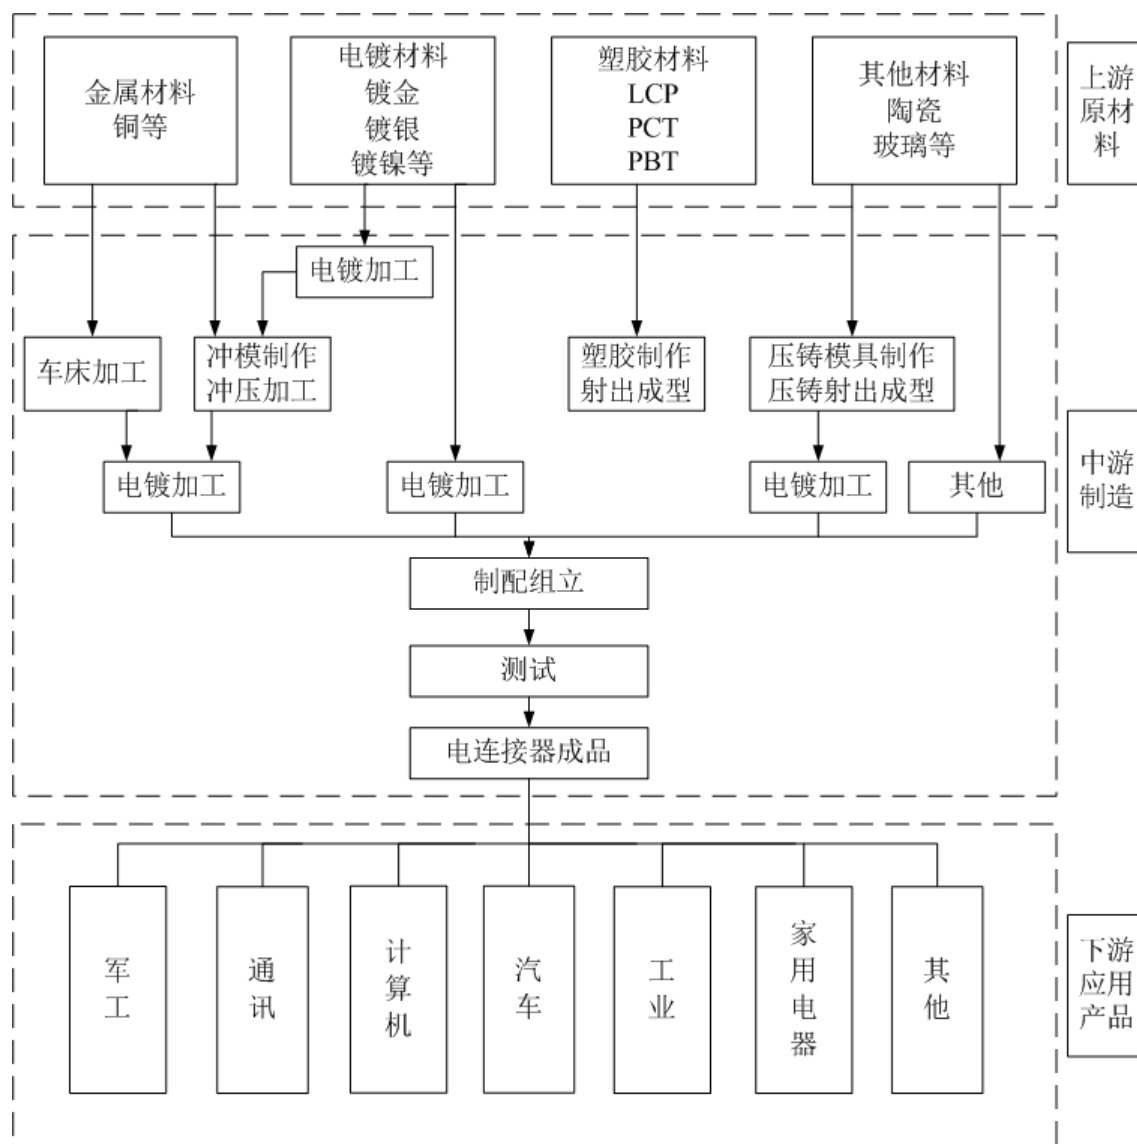 金属材料
铜等
电镀材料
镀金
镀银
镀镍等
塑胶材料
LCP
PCT
PBT
其他材料
陶瓷
玻璃等
上游
原材
料
电镀加工
车床加工
冲模制作
冲压加工
塑胶制作
射出成型
压铸模具制作
压铸射出成型
电镀加工
电镀加工
电镀加工
其他
中游
制造
制配组立
测试
电连接器成品
军工
通讯
计算机
汽车
工业
家用电器
其他
下游
应用
产品